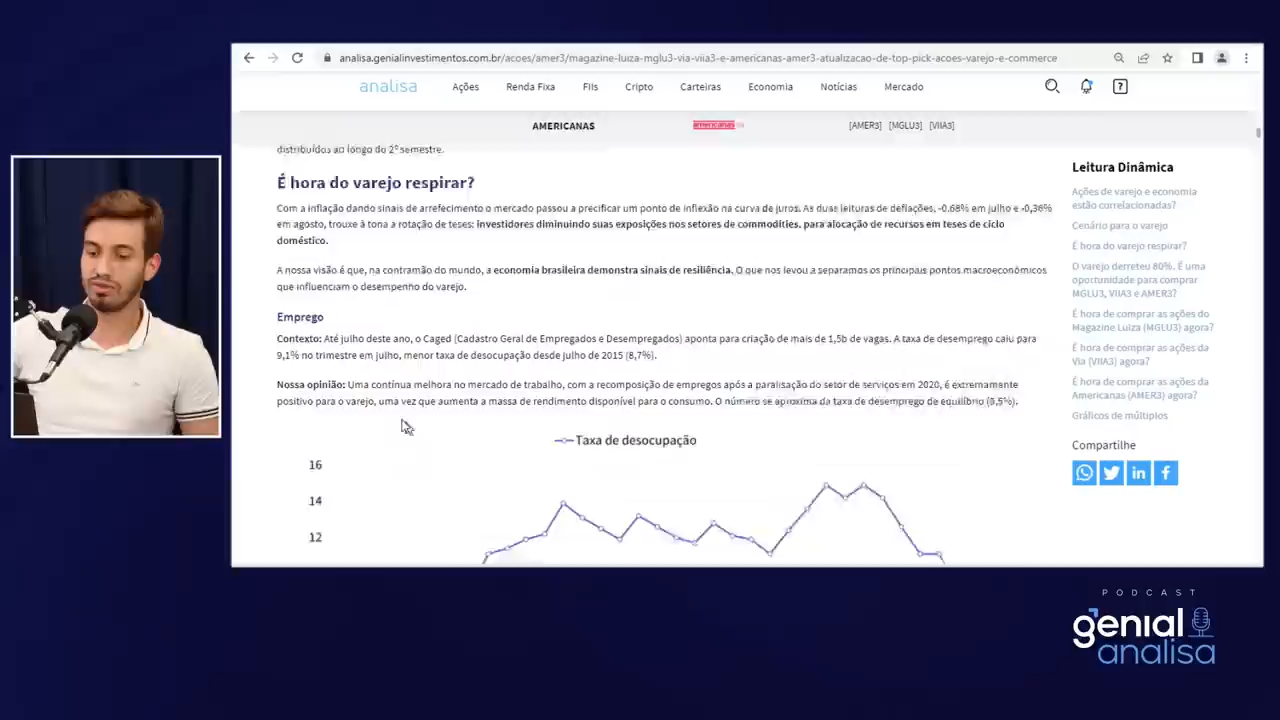 analisa.genialinvestimentos.com.br/acoes/amer3/magazine-luiza-mglu3-via-viia3-e-americanas-amer3-atualizacao-de-top-pick-acoes-varejo-e-commerce
analisa Ações Renda Fixa FIIs Cripto Carteiras Economia Notícias Mercado
AMERICANAS americanas [AMER3] [MGLU3] [VIIA3]
distribuídos ao longo do 2º semestre.
É hora do varejo respirar?
Com a inflação dando sinais de arrefecimento o mercado passou a precificar um ponto de inflexão na curva de juros. As duas leituras de deflações, -0,68% em julho e -0,36%
em agosto, trouxe à tona a rotação de teses: investidores diminuindo suas exposições nos setores de commodities, para alocação de recursos em teses de ciclo
doméstico.
A nossa visão é que, na contramão do mundo, a economia brasileira demonstra sinais de resiliência. O que nos levou a separamos os principais pontos macroeconômicos
que influenciam o desempenho do varejo.
Emprego
Contexto: Até julho deste ano, o Caged (Cadastro Geral de Empregados e Desempregados) aponta para criação de mais de 1,5b de vagas. A taxa de desemprego caiu para
9,1% no trimestre em julho, menor taxa de desocupação desde julho de 2015 (8,7%).
Nossa opinião: Uma contínua melhora no mercado de trabalho, com a recomposição de empregos após a paralisação do setor de serviços em 2020, é extremamente
positivo para o varejo, uma vez que aumenta a massa de rendimento disponível para o consumo. O número se aproxima da taxa de desemprego de equilíbrio (8,5%).
Taxa de desocupação
16
14
12
Leitura Dinâmica
Ações de varejo e economia
estão correlacionadas?
Cenário para o varejo
É hora do varejo respirar?
O varejo derreteu 80%. É uma
oportunidade para comprar
MGLU3, VIIA3 e AMER3?
É hora de comprar as ações do
Magazine Luiza (MGLU3) agora?
É hora de comprar as ações da
Via (VIIA3) agora?
É hora de comprar as ações da
Americanas (AMER3) agora?
Gráficos de múltiplos
Compartilhe
PODCAST
genial
analisa